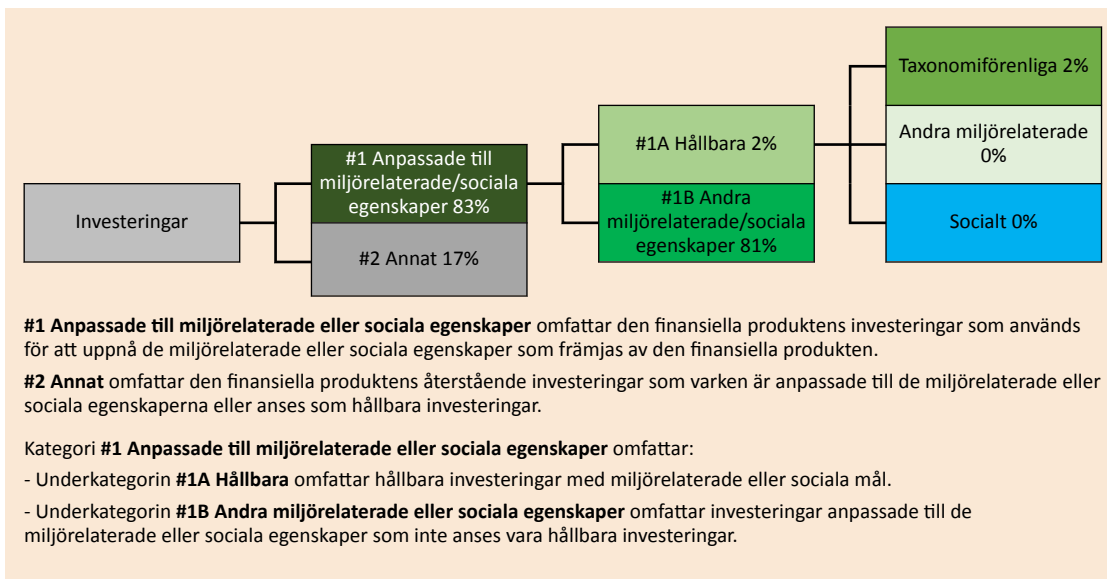 Investeringar
#1 Anpassade till
miljörelaterade/sociala
egenskaper 83%
#2 Annat 17%
#1A Hållbara 2%
#1B Andra
miljörelaterade/sociala
egenskaper 81%
Taxonomiförenliga 2%
Andra miljörelaterade
0%
Socialt 0%
#1 Anpassade till miljörelaterade eller sociala egenskaper omfattar den finansiella produktens investeringar som används
för att uppnå de miljörelaterade eller sociala egenskaper som främjas av den finansiella produkten.
#2 Annat omfattar den finansiella produktens återstående investeringar som varken är anpassade till de miljörelaterade eller
sociala egenskaperna eller anses som hållbara investeringar.
Kategori #1 Anpassade till miljörelaterade eller sociala egenskaper omfattar:
- Underkategorin #1A Hållbara omfattar hållbara investeringar med miljörelaterade eller sociala mål.
- Underkategorin #1B Andra miljörelaterade eller sociala egenskaper omfattar investeringar anpassade till de
miljörelaterade eller sociala egenskaper som inte anses vara hållbara investeringar.